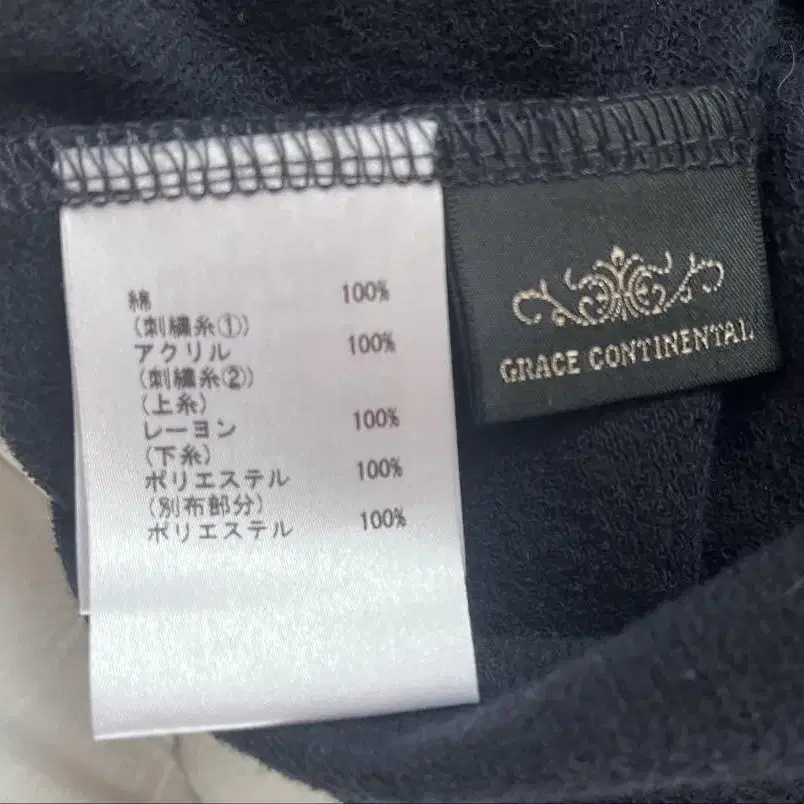 綿 100%
(刺繍糸①)
アクリル 100%
(刺繍糸②)
(上糸)
レーヨン 100%
(下糸)
ポリエステル 100%
(別布部分)
ポリエステル 100%
GRACE CONTINENTAL